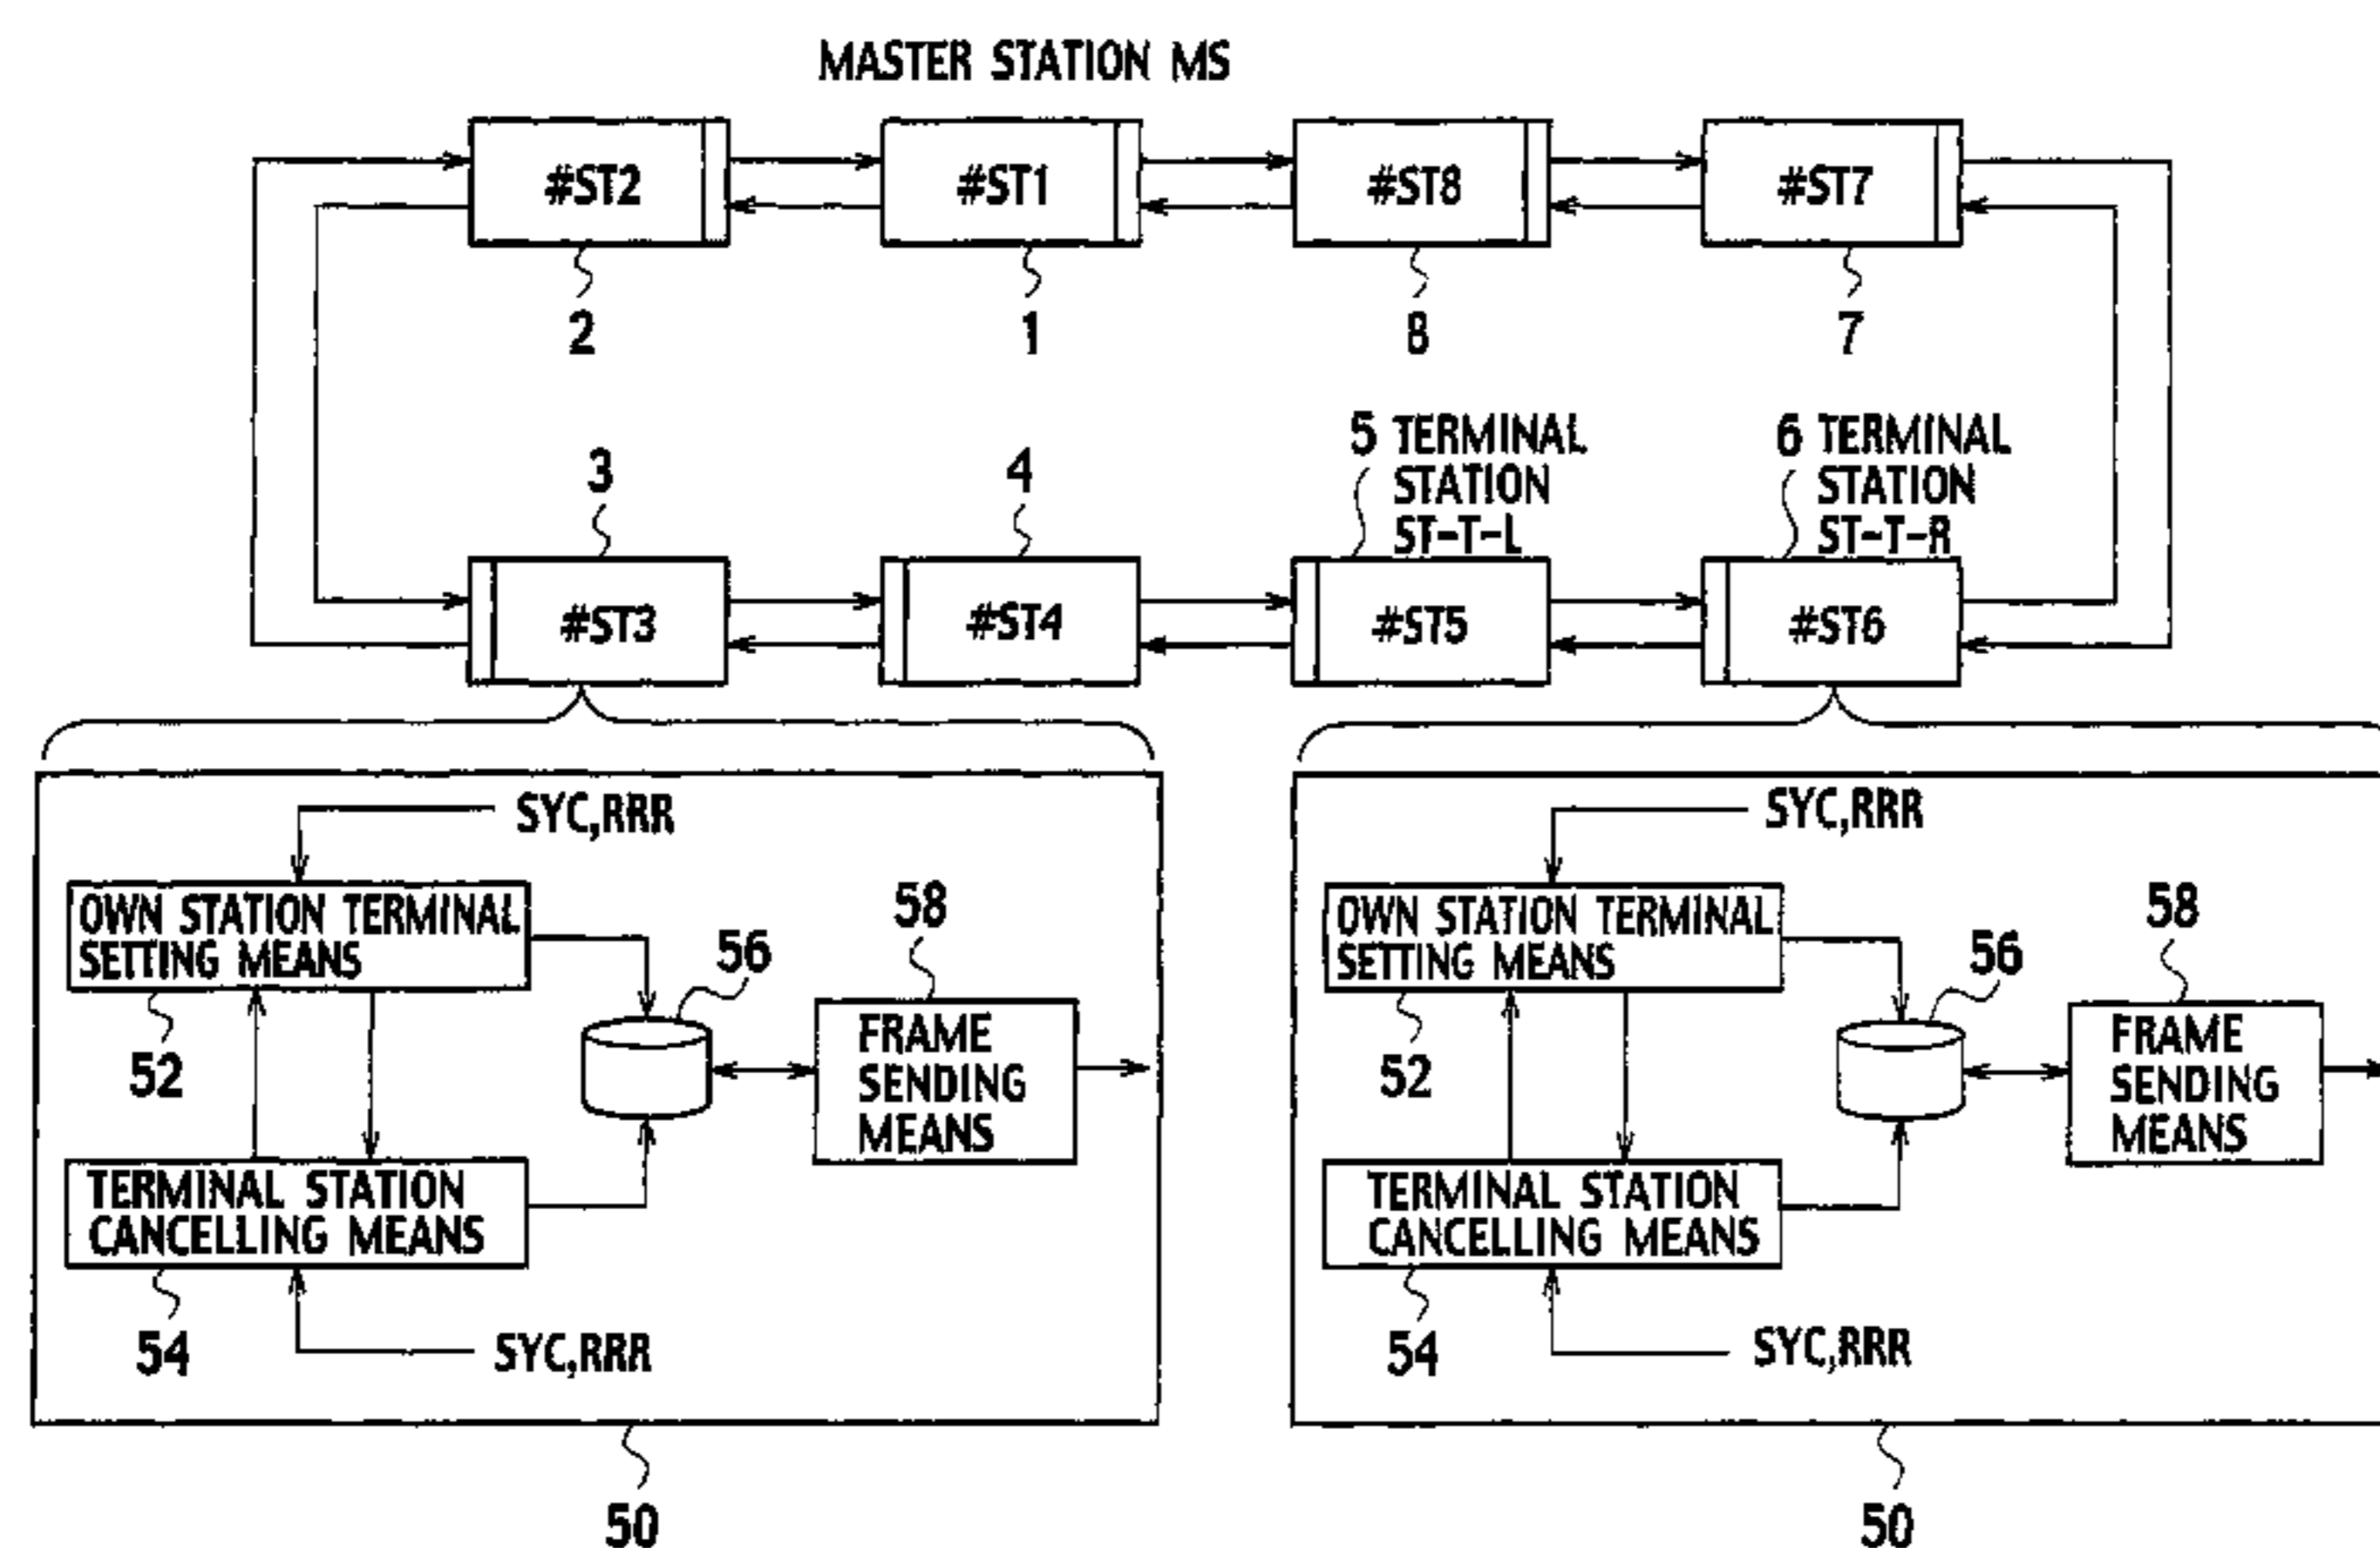 MASTER STATION MS
#ST2
#ST1
#ST8
#ST7
2
1
8
7
3
4
5 TERMINAL
STATION
ST-T-L
6 TERMINAL
STATION
ST-T-R
#ST3
#ST4
#ST5
#ST6
SYC,RRR
OWN STATION TERMINAL
SETTING MEANS
52
56
58
FRAME
SENDING
MEANS
TERMINAL STATION
CANCELLING MEANS
54
SYC,RRR
50
SYC,RRR
OWN STATION TERMINAL
SETTING MEANS
52
56
58
FRAME
SENDING
MEANS
TERMINAL STATION
CANCELLING MEANS
54
SYC,RRR
50